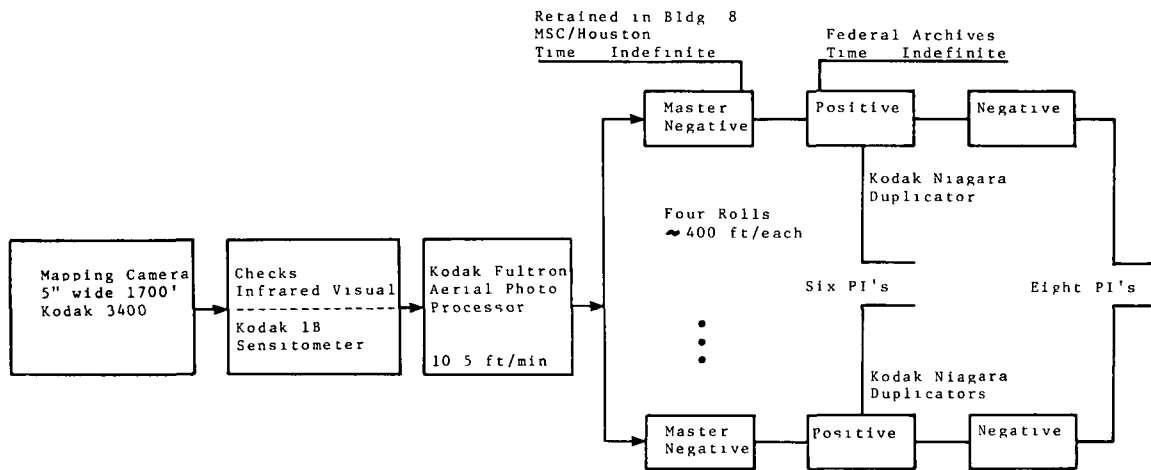 Retained in Bldg 8
MSC/Houston
Time Indefinite
Federal Archives
Time Indefinite
Master
Negative
Positive
Negative
Kodak Niagara
Duplicator
Four Rolls
≈ 400 ft/each
Mapping Camera
5" wide 1700'
Kodak 3400
Checks
Infrared Visual
Kodak 1B
Sensitometer
Kodak Fultron
Aerial Photo
Processor
10 5 ft/min
Six PI's
Eight PI's
Kodak Niagara
Duplicators
Master
Negative
Positive
Negative